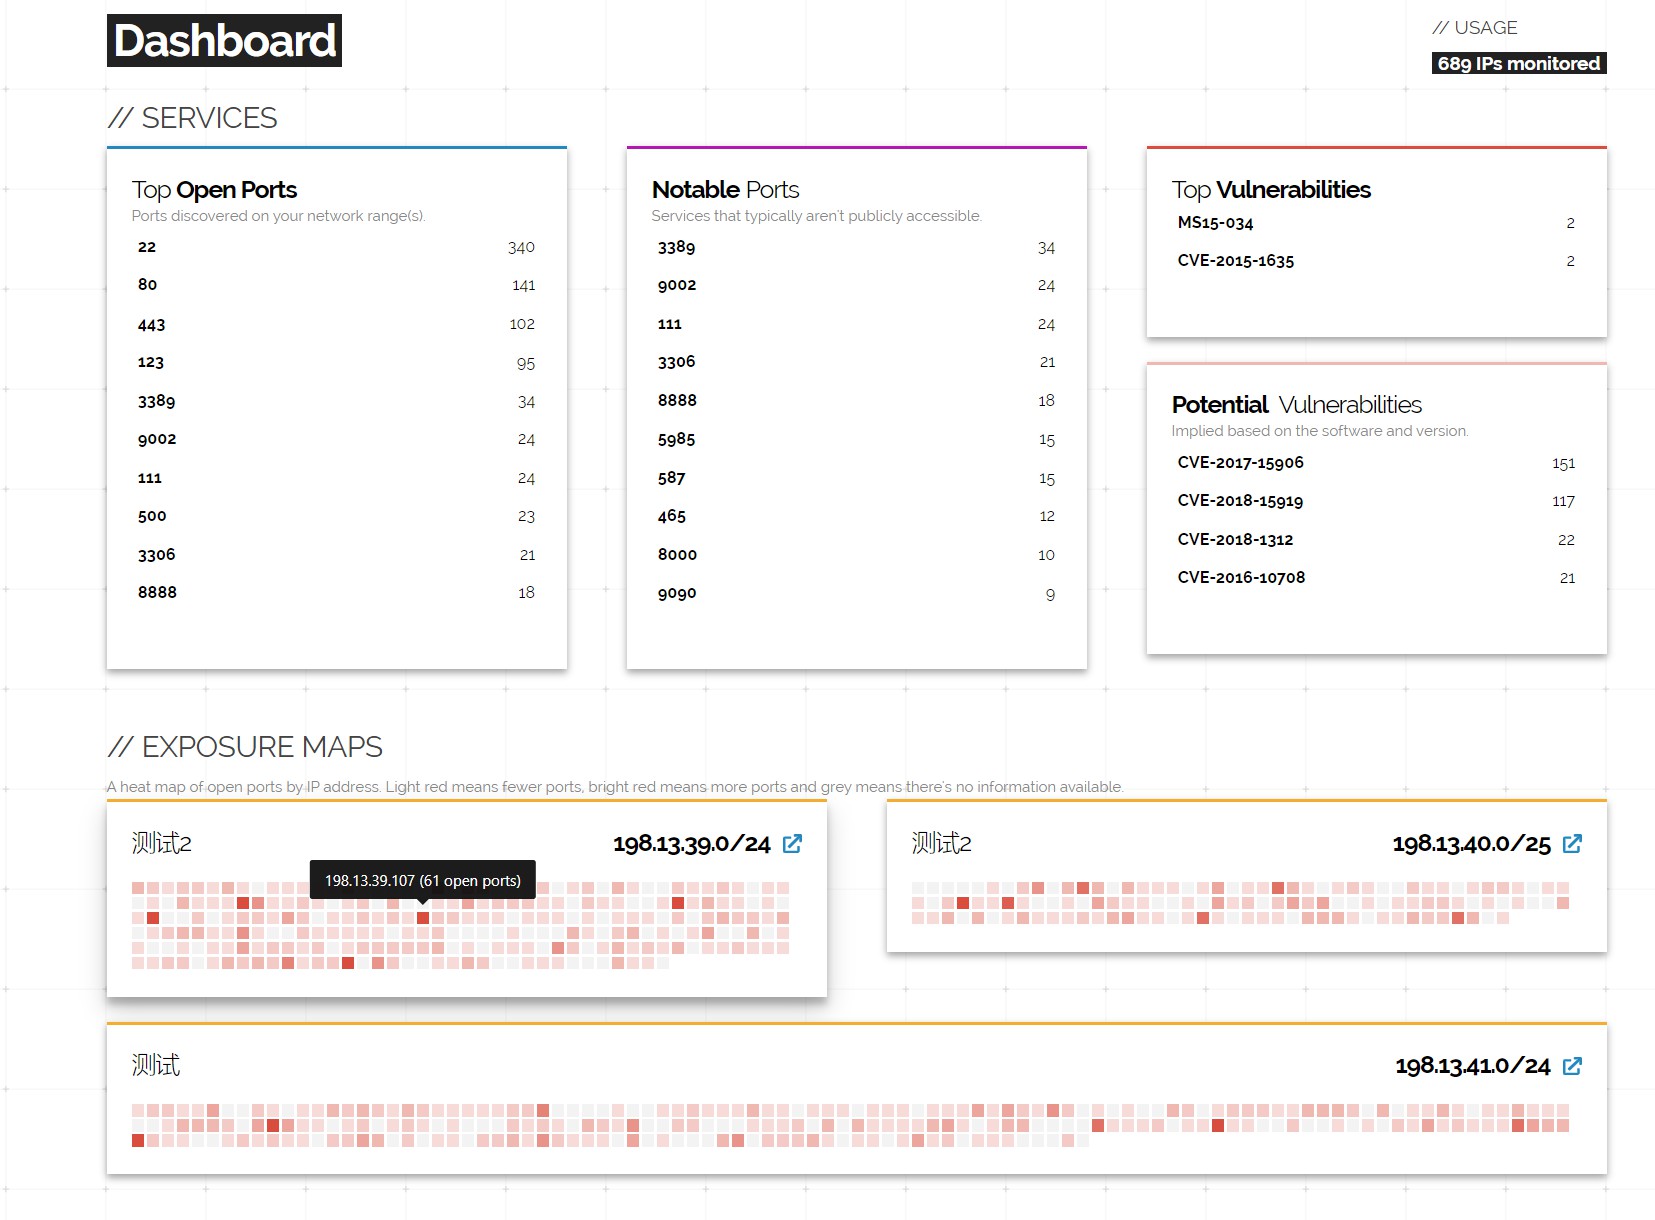 Dashboard
// USAGE
689 IPs monitored
// SERVICES
Top Open Ports
Ports discovered on your network range(s).
22 340
80 141
443 102
123 95
3389 34
9002 24
111 24
500 23
3306 21
8888 18
Notable Ports
Services that typically aren't publicly accessible.
3389 34
9002 24
111 24
3306 21
8888 18
5985 15
587 15
465 12
8000 10
9090 9
Top Vulnerabilities
MS15-034 2
CVE-2015-1635 2
Potential Vulnerabilities
Implied based on the software and version.
CVE-2017-15906 151
CVE-2018-15919 117
CVE-2018-1312 22
CVE-2016-10708 21
// EXPOSURE MAPS
A heat map of open ports by IP address. Light red means fewer ports, bright red means more ports and grey means there's no information available.
测试2 198.13.39.0/24
198.13.39.107 (61 open ports)
测试2 198.13.40.0/25
测试 198.13.41.0/24